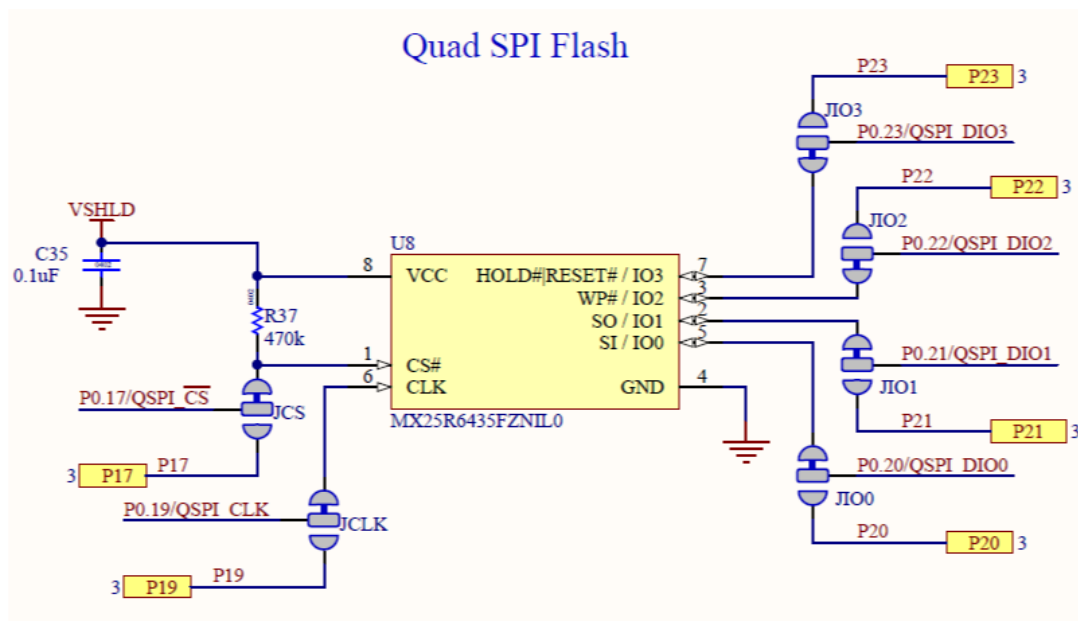 Quad SPI Flash
P23
P23 3
JIO3
P0.23/QSPI_DIO3
P22
P22 3
VSHLD
JIO2
C35
0.1uF
0402
U8
P0.22/QSPI_DIO2
8
VCC
HOLD#|RESET# / IO3
7
WP# / IO2
3
0402
R37
470k
SO / IO1
2
SI / IO0
5
1
CS#
6
CLK
GND
4
P0.21/QSPI_DIO1
JIO1
P0.17/QSPI_CS
JCS
MX25R6435FZNIL0
P21
P21 3
3 P17
P17
P0.20/QSPI_DIO0
JIO0
P0.19/QSPI_CLK
JCLK
P20
P20 3
3 P19
P19